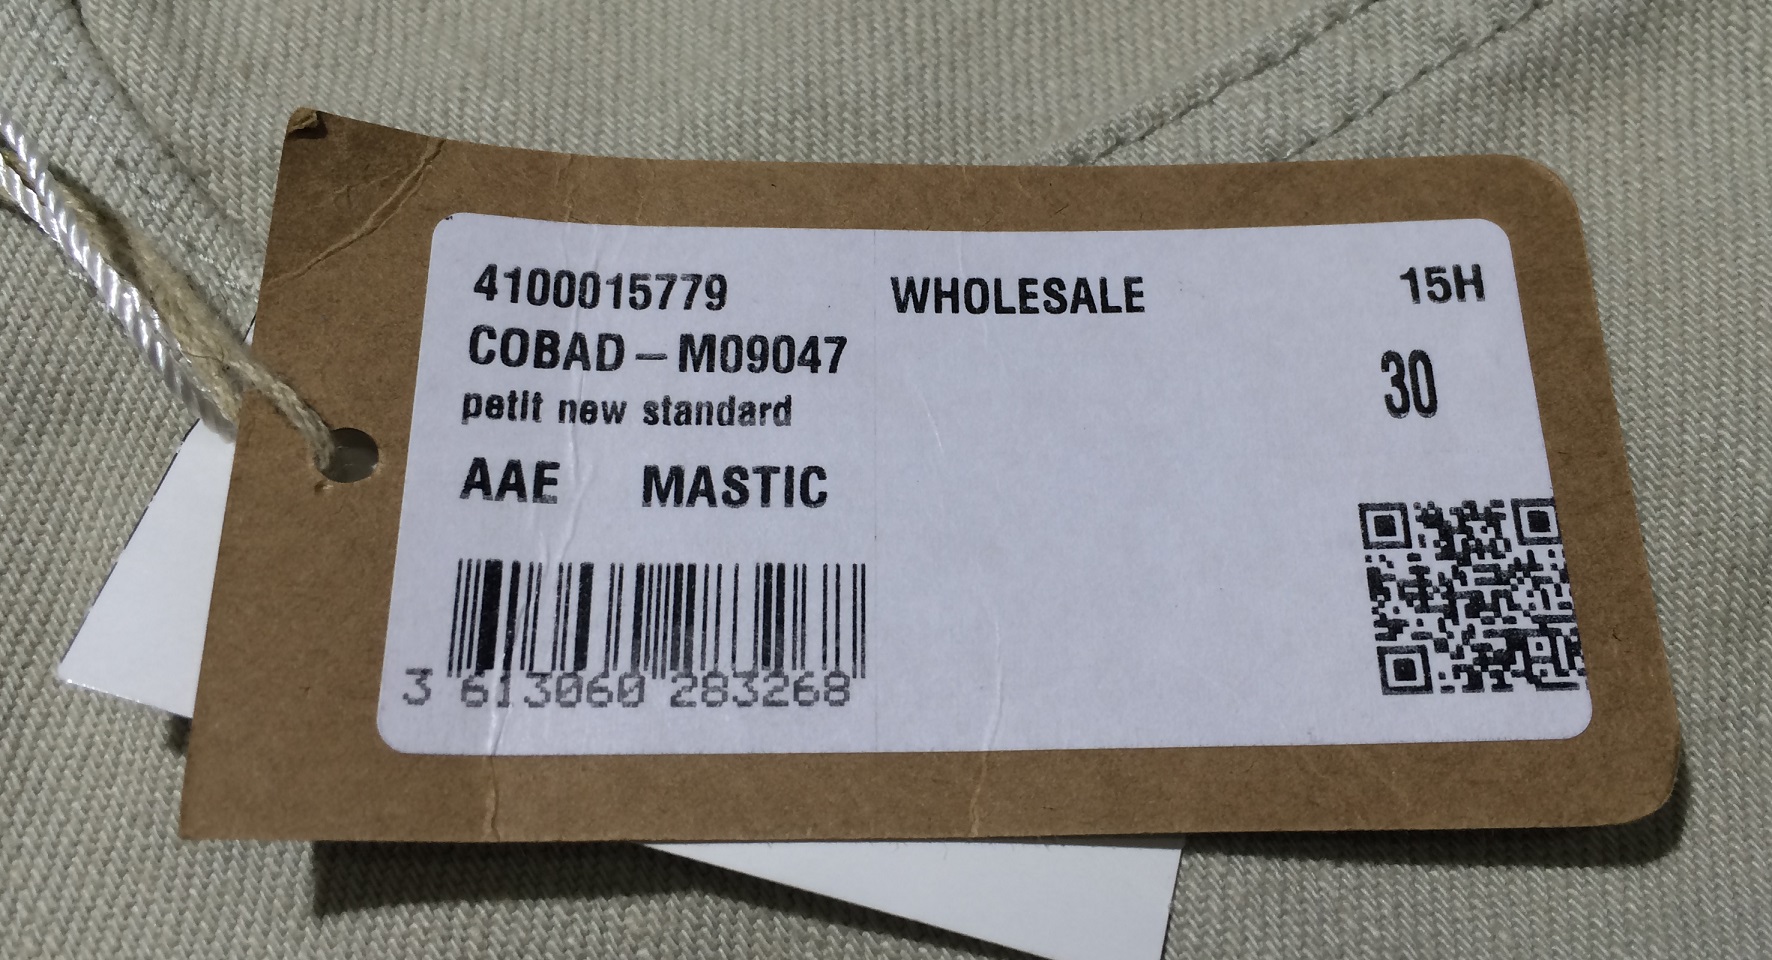 4100015779 WHOLESALE 15H
COBAD – M09047 30
petit new standard
AAE MASTIC
3 613060 283268